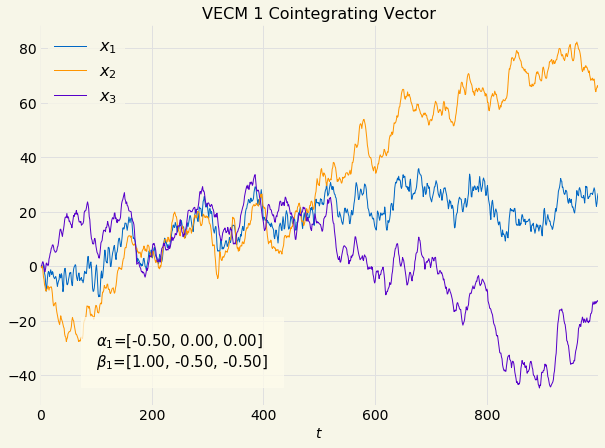 VECM 1 Cointegrating Vector
x₁
x₂
x₃
80
60
40
20
0
−20
−40
α₁=[-0.50, 0.00, 0.00]
β₁=[1.00, -0.50, -0.50]
0 200 400 600 800
t